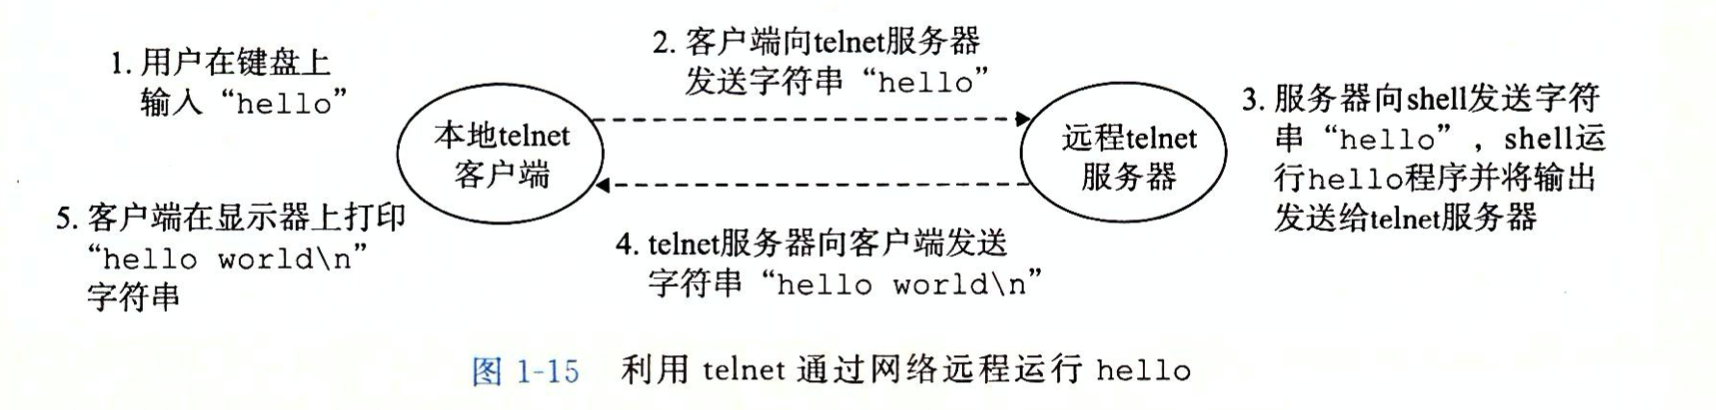 1. 用户在键盘上
输入“hello”
2. 客户端向telnet服务器
发送字符串“hello”
本地telnet
客户端
远程telnet
服务器
3. 服务器向shell发送字符
串“hello”，shell运
行hello程序并将输出
发送给telnet服务器
4. telnet服务器向客户端发送
字符串“hello world\n”
5. 客户端在显示器上打印
“hello world\n”
字符串
图 1-15 利用 telnet 通过网络远程运行 hello